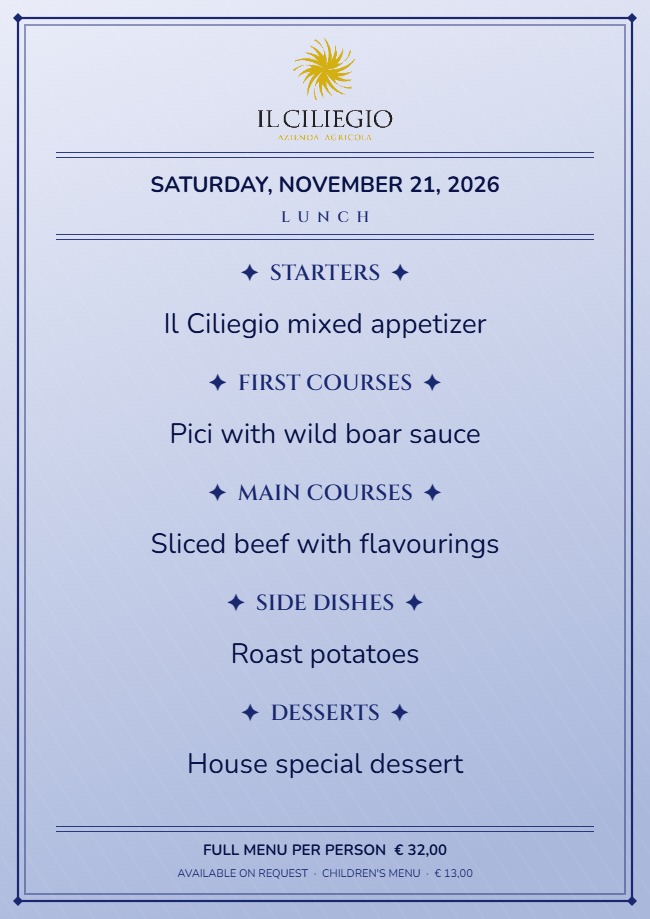 IL CILIEGIO
AZIENDA AGRICOLA
SATURDAY, NOVEMBER 21, 2026
LUNCH
STARTERS
Il Ciliegio mixed appetizer
FIRST COURSES
Pici with wild boar sauce
MAIN COURSES
Sliced beef with flavourings
SIDE DISHES
Roast potatoes
DESSERTS
House special dessert
FULL MENU PER PERSON € 32,00
AVAILABLE ON REQUEST · CHILDREN'S MENU · € 13,00